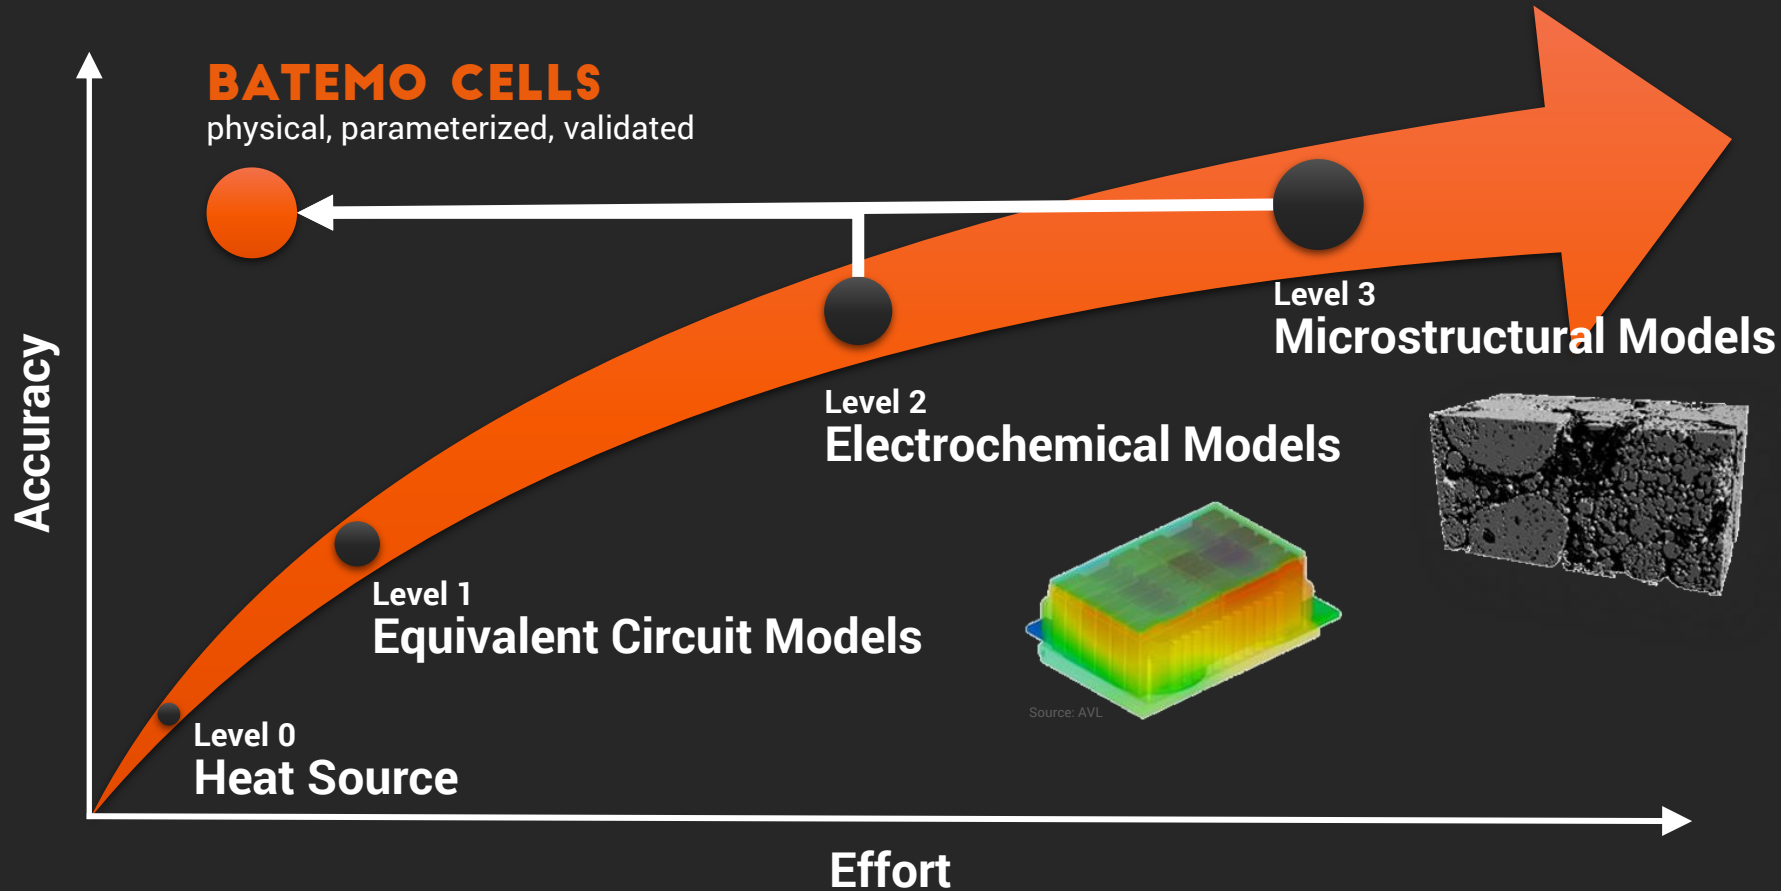 BATEMO CELLS
physical, parameterized, validated
Level 3
Microstructural Models
Level 2
Electrochemical Models
Accuracy
Level 1
Equivalent Circuit Models
Source: AVL
Level 0
Heat Source
Effort